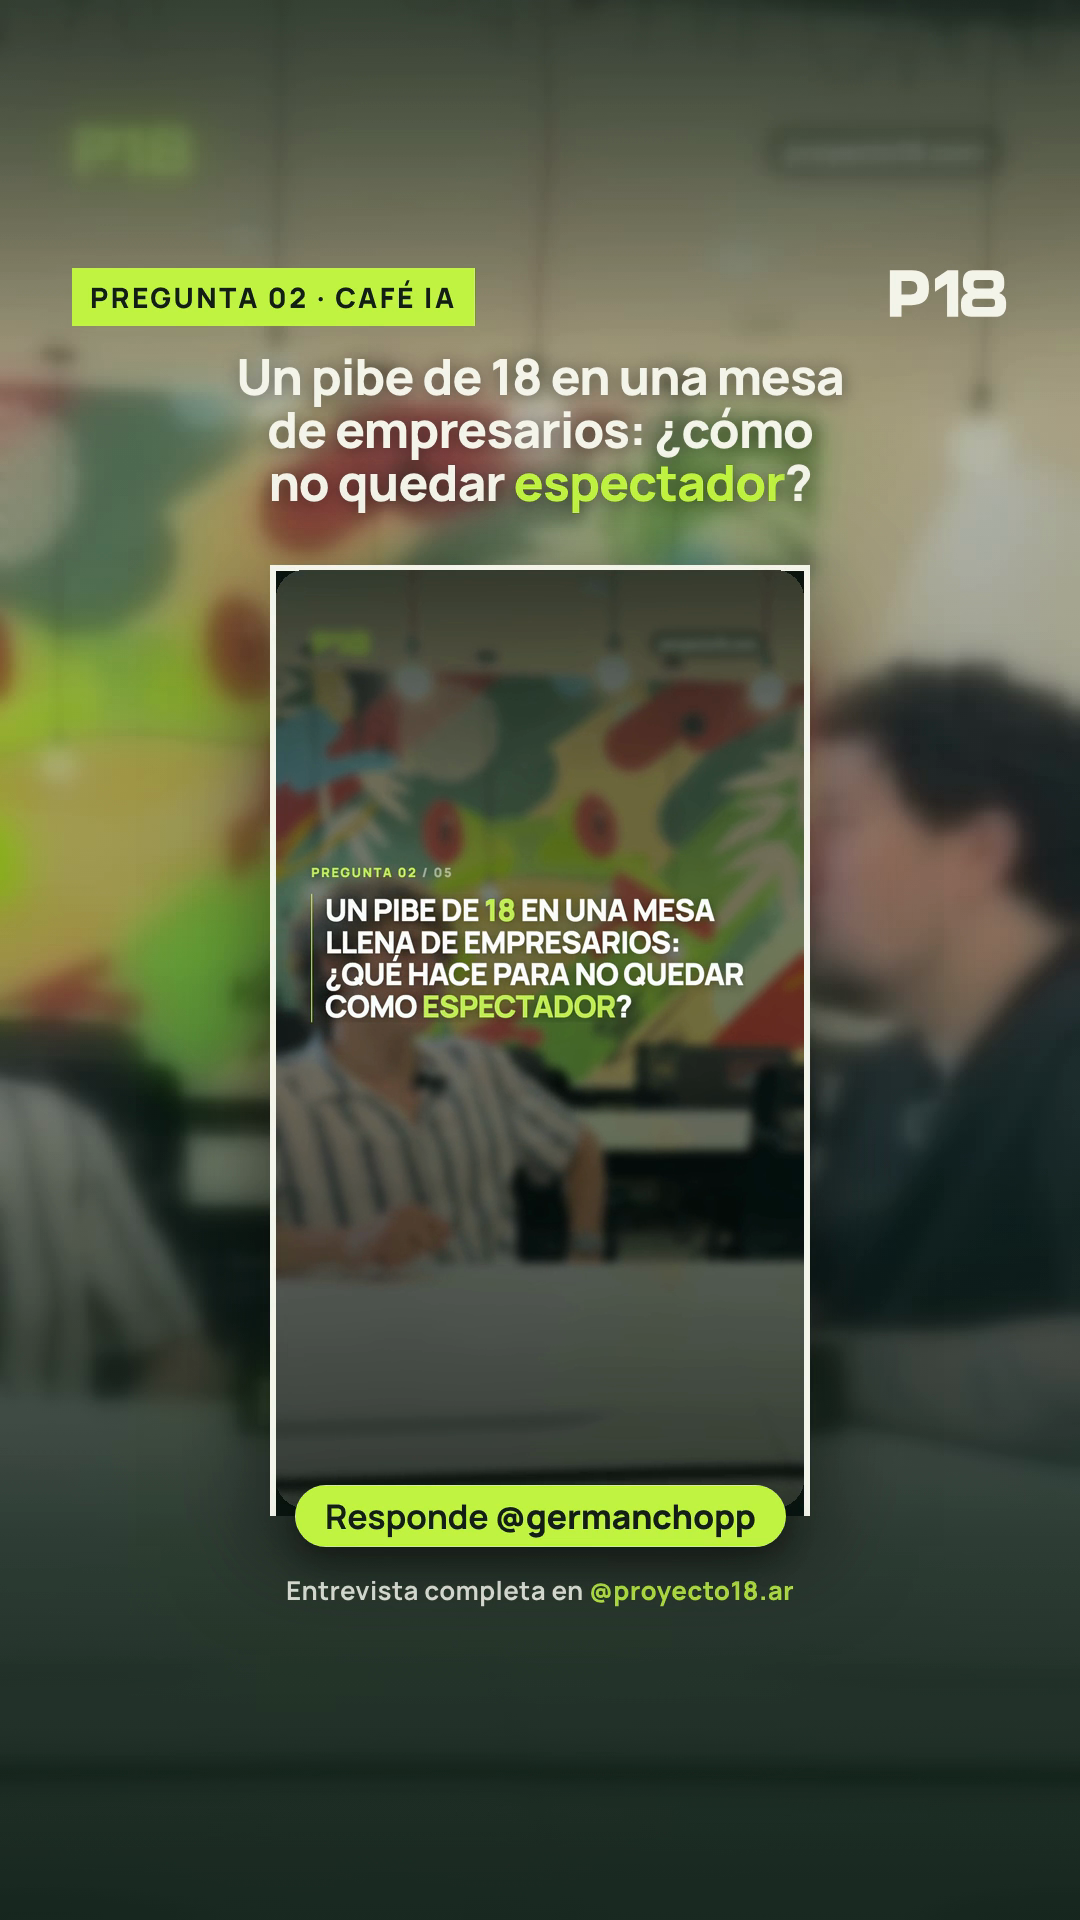 PREGUNTA 02 · CAFÉ IA
P18
Un pibe de 18 en una mesa
de empresarios: ¿cómo
no quedar espectador?
P18
PREGUNTA 02 / 05
UN PIBE DE 18 EN UNA MESA
LLENA DE EMPRESARIOS:
¿QUÉ HACE PARA NO QUEDAR
COMO ESPECTADOR?
Responde @germanchopp
Entrevista completa en @proyecto18.ar